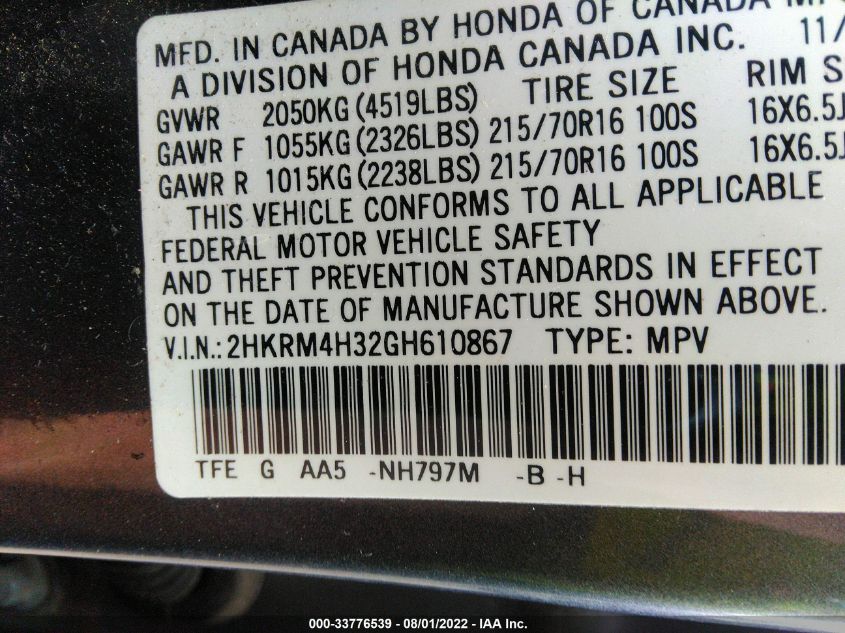 MFD. IN CANADA BY HONDA OF CANADA
A DIVISION OF HONDA CANADA INC. 11/
GVWR 2050KG (4519LBS) TIRE SIZE RIM S
GAWR F 1055KG (2326LBS) 215/70R16 100S 16X6.5J
GAWR R 1015KG (2238LBS) 215/70R16 100S 16X6.5J
THIS VEHICLE CONFORMS TO ALL APPLICABLE
FEDERAL MOTOR VEHICLE SAFETY
AND THEFT PREVENTION STANDARDS IN EFFECT
ON THE DATE OF MANUFACTURE SHOWN ABOVE.
V.I.N.: 2HKRM4H32GH610867 TYPE: MPV
TFE G AA5 -NH797M -B -H
000-33776539 - 08/01/2022 - IAA Inc.